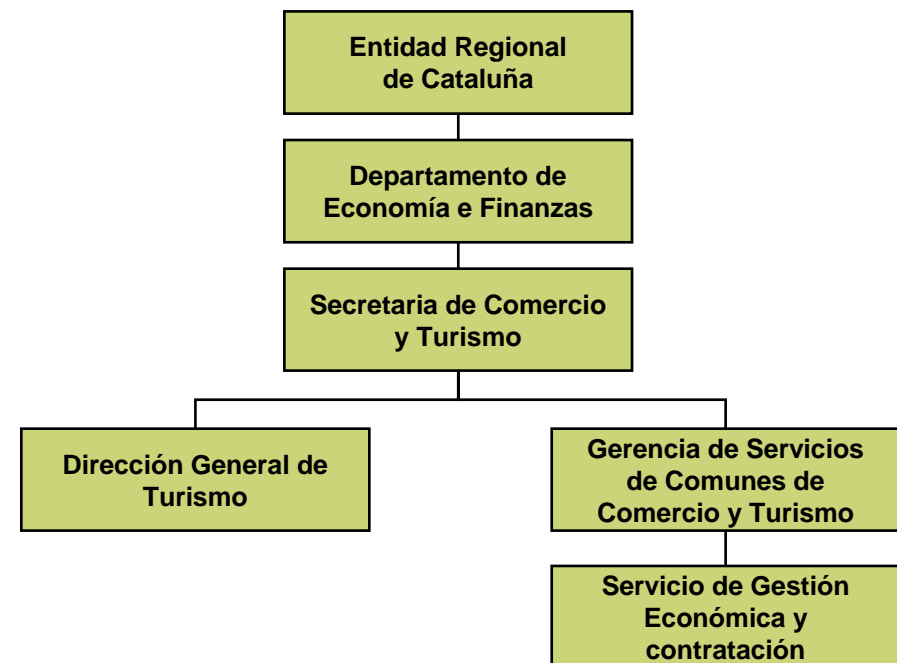 Entidad Regional
de Cataluña
Departamento de
Economía e Finanzas
Secretaria de Comercio
y Turismo
Dirección General de
Turismo
Gerencia de Servicios
de Comunes de
Comercio y Turismo
Servicio de Gestión
Económica y
contratación